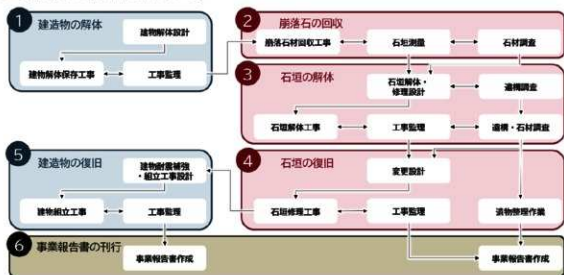 1 建造物の解体
建物解体設計
建物解体保存工事
工事監理
2 崩落石の回収
崩落石材回収工事
石垣測量
石材調査
3 石垣の解体
石垣解体・
修理設計
遺構調査
石垣解体工事
工事監理
遺構・石材調査
5 建造物の復旧
建物耐震補強
・組立工事設計
建物組立工事
工事監理
4 石垣の復旧
変更設計
石垣修理工事
工事監理
遺物整理作業
6 事業報告書の刊行
事業報告書作成
事業報告書作成